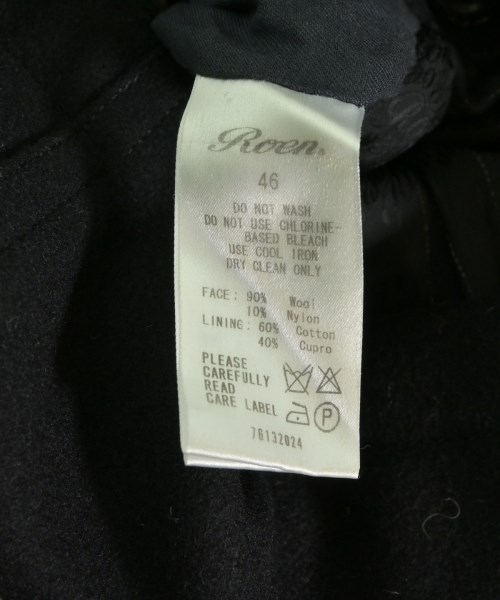 Roen.
46
DO NOT WASH
DO NOT USE CHLORINE-
BASED BLEACH
USE COOL IRON
DRY CLEAN ONLY
FACE: 90% Wool
10% Nylon
LINING: 60% Cotton
40% Cupro
PLEASE
CAREFULLY
READ
CARE LABEL
P
76132024